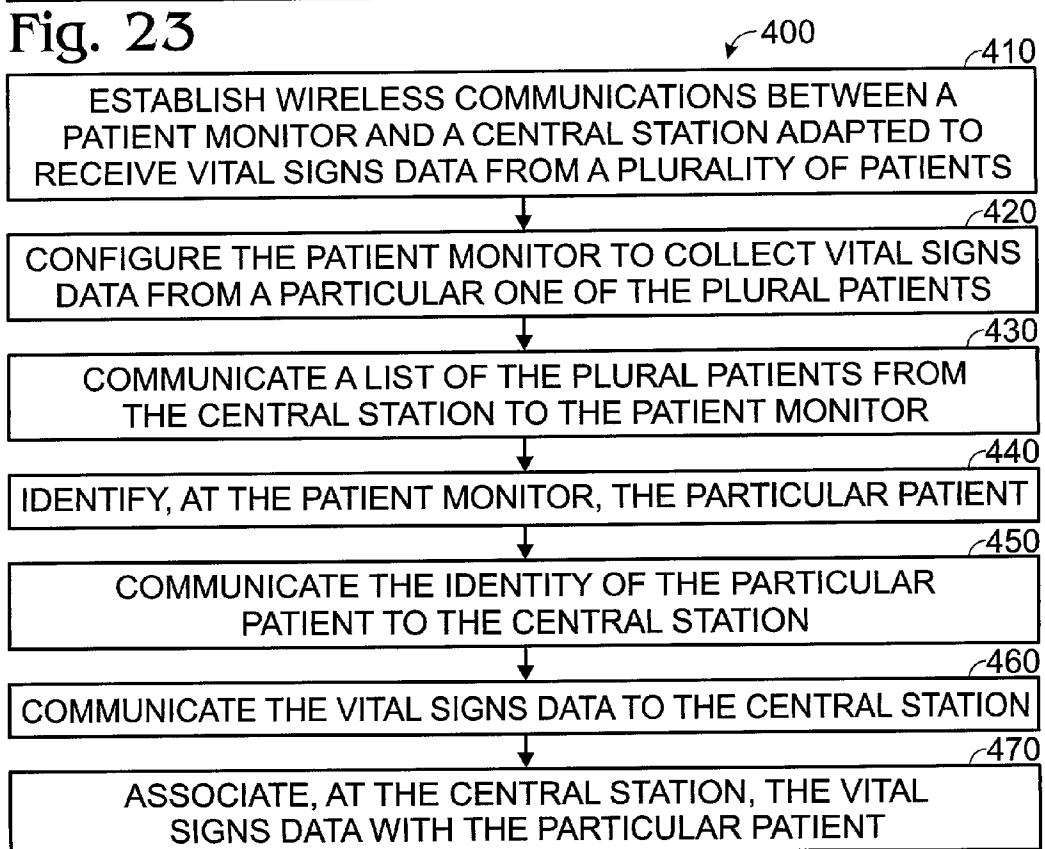 Fig. 23
400
410
ESTABLISH WIRELESS COMMUNICATIONS BETWEEN A
PATIENT MONITOR AND A CENTRAL STATION ADAPTED TO
RECEIVE VITAL SIGNS DATA FROM A PLURALITY OF PATIENTS
420
CONFIGURE THE PATIENT MONITOR TO COLLECT VITAL SIGNS
DATA FROM A PARTICULAR ONE OF THE PLURAL PATIENTS
430
COMMUNICATE A LIST OF THE PLURAL PATIENTS FROM
THE CENTRAL STATION TO THE PATIENT MONITOR
440
IDENTIFY, AT THE PATIENT MONITOR, THE PARTICULAR PATIENT
450
COMMUNICATE THE IDENTITY OF THE PARTICULAR
PATIENT TO THE CENTRAL STATION
460
COMMUNICATE THE VITAL SIGNS DATA TO THE CENTRAL STATION
470
ASSOCIATE, AT THE CENTRAL STATION, THE VITAL
SIGNS DATA WITH THE PARTICULAR PATIENT